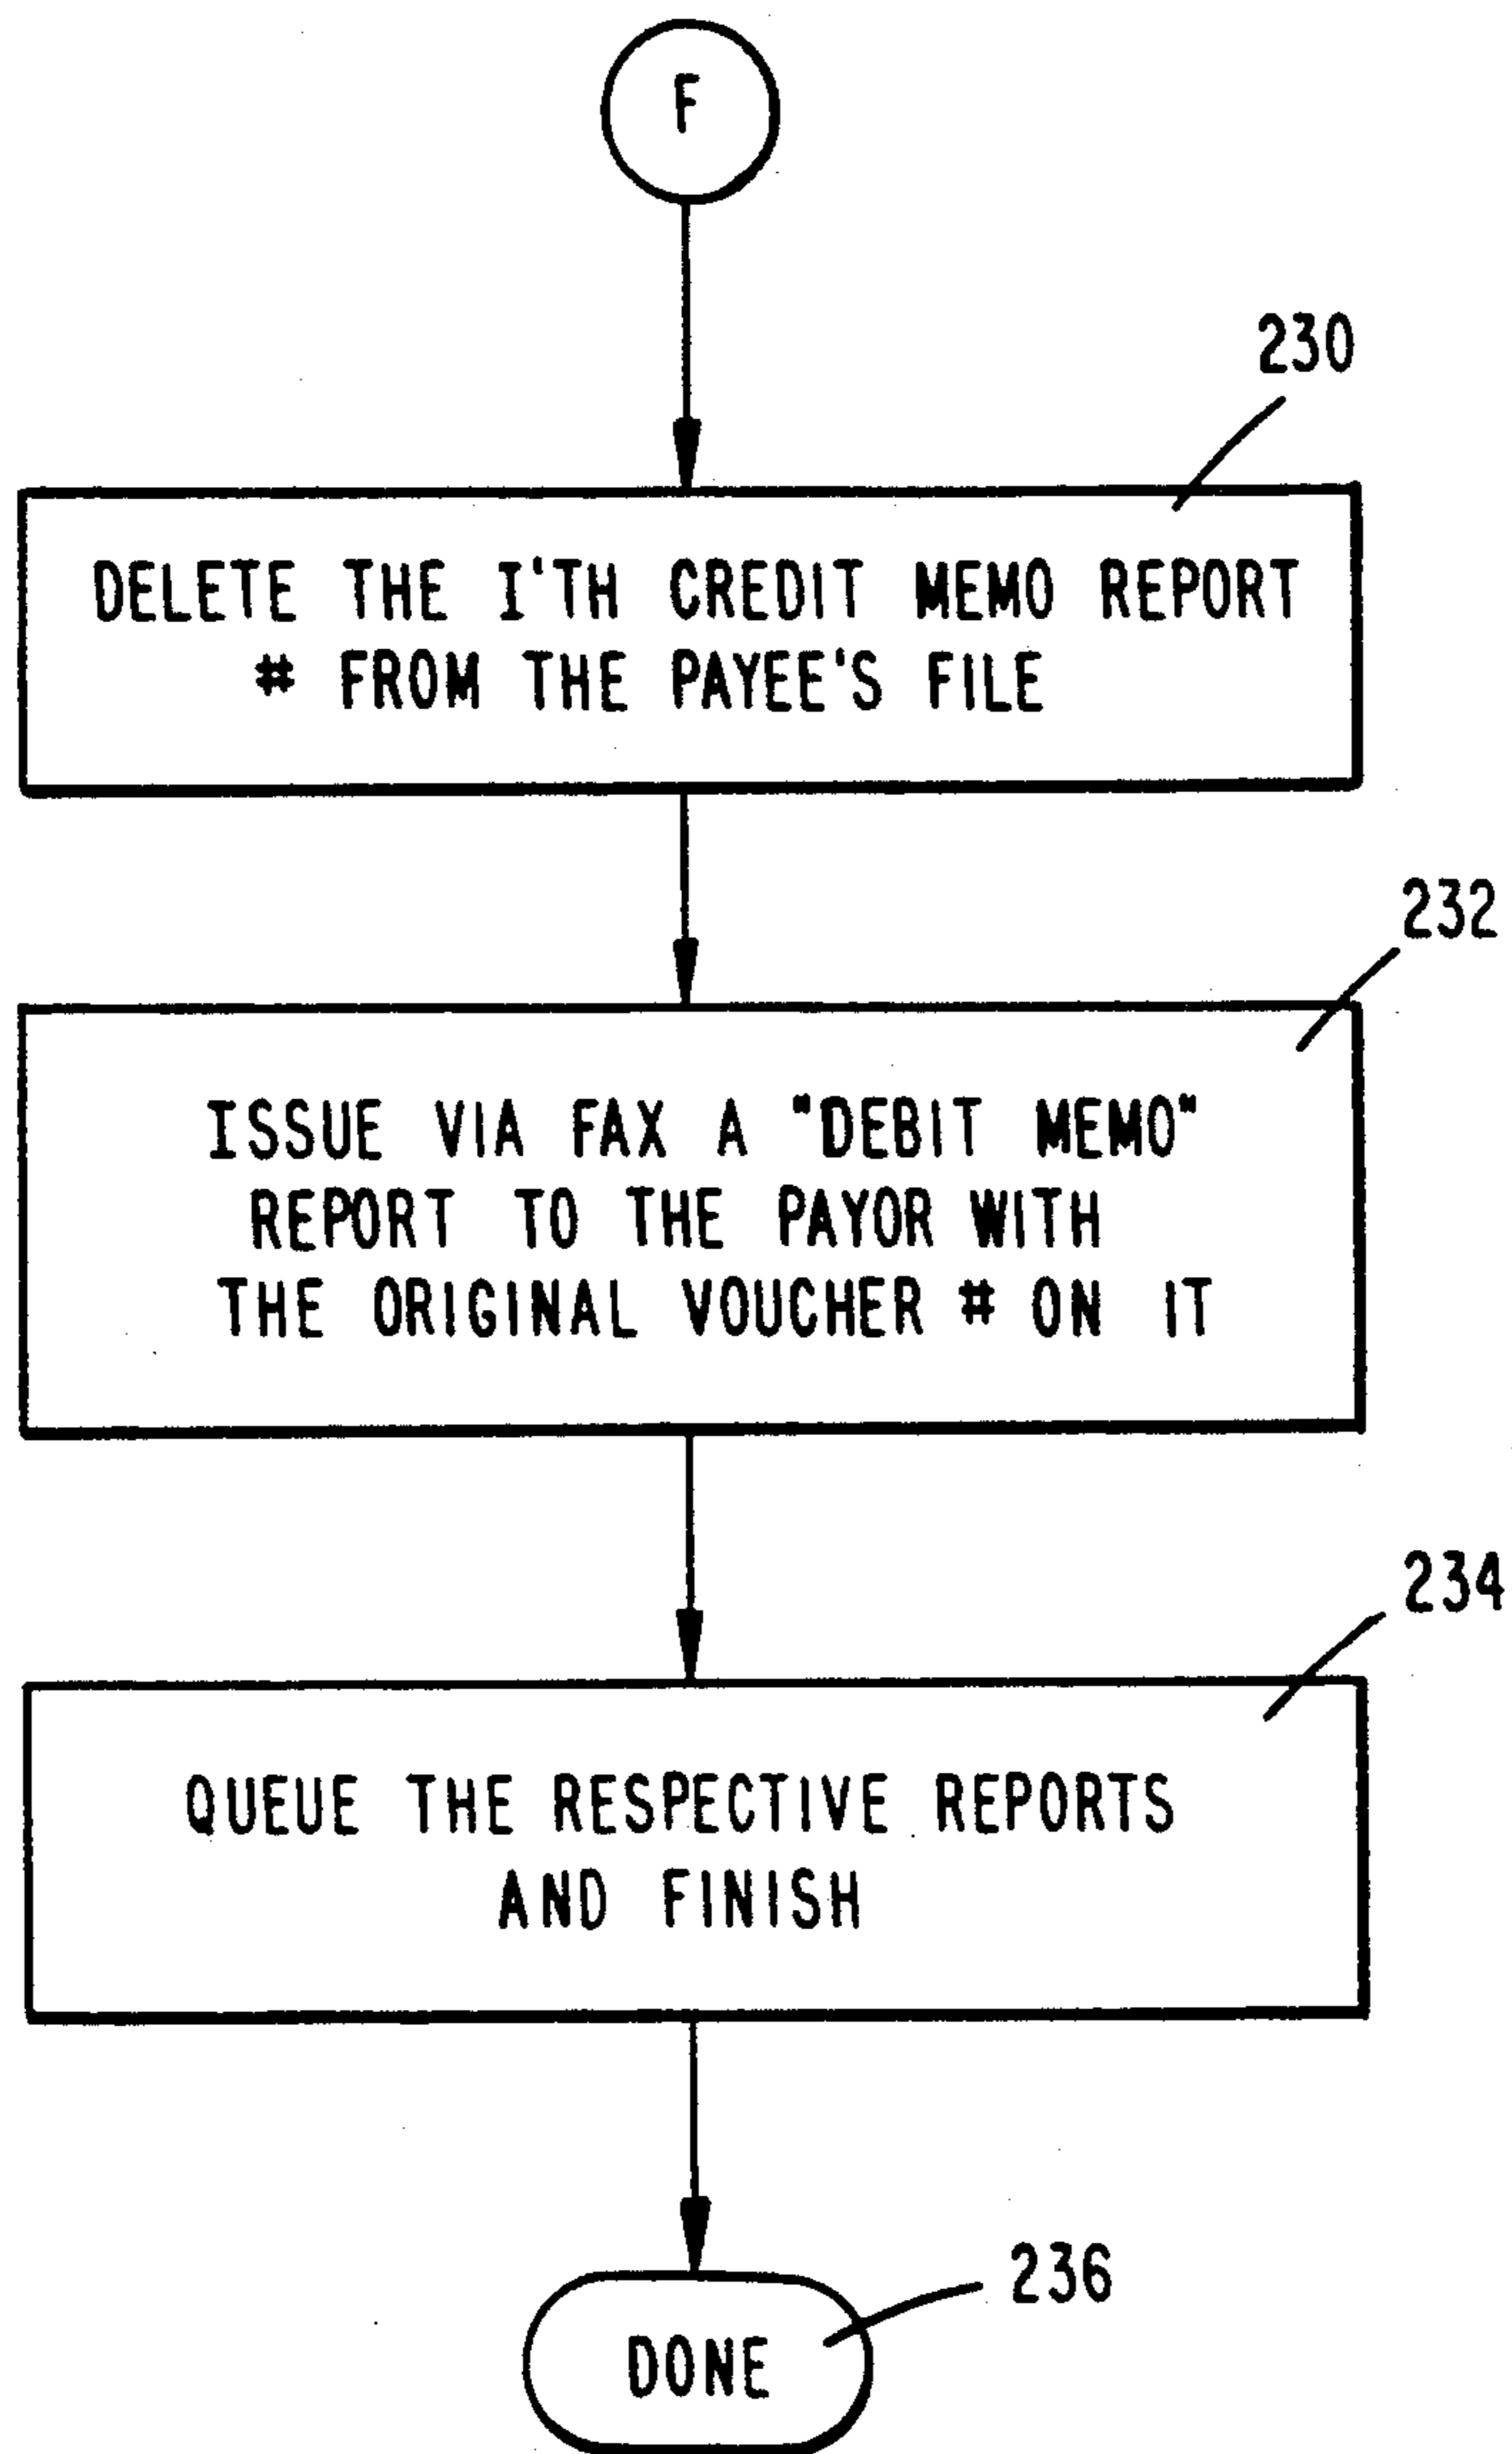 F
230
DELETE THE I'TH CREDIT MEMO REPORT
# FROM THE PAYEE'S FILE
232
ISSUE VIA FAX A "DEBIT MEMO"
REPORT TO THE PAYOR WITH
THE ORIGINAL VOUCHER # ON IT
234
QUEUE THE RESPECTIVE REPORTS
AND FINISH
236
DONE